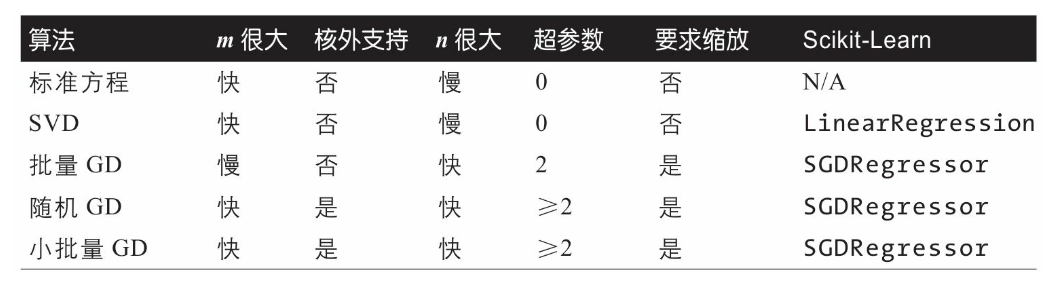 算法 m 很大 核外支持 n 很大 超参数 要求缩放 Scikit-Learn
标准方程 快 否 慢 0 否 N/A
SVD 快 否 慢 0 否 LinearRegression
批量 GD 慢 否 快 2 是 SGDRegressor
随机 GD 快 是 快 ≥2 是 SGDRegressor
小批量 GD 快 是 快 ≥2 是 SGDRegressor